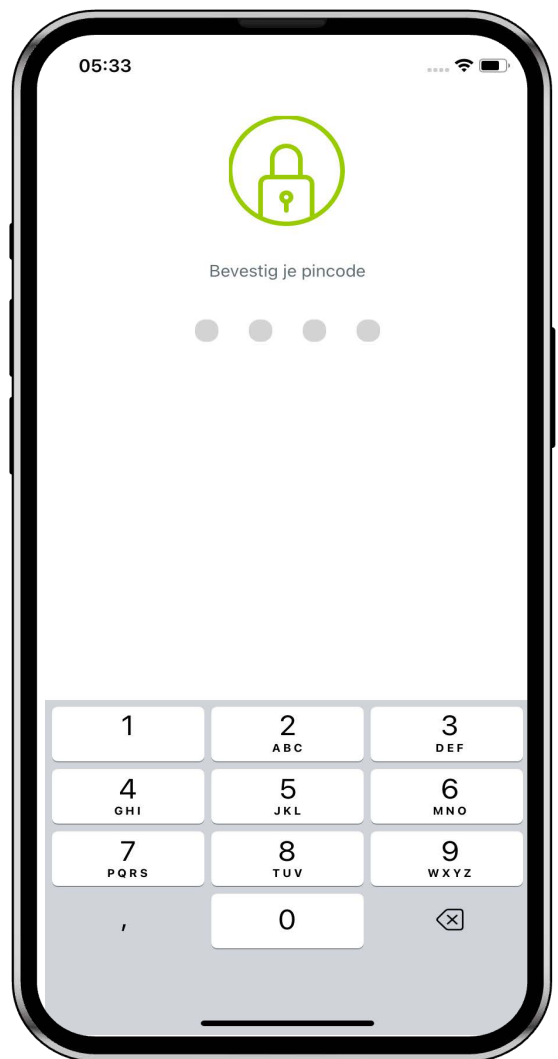 05:33
Bevestig je pincode
1 2 3
ABC DEF
4 5 6
GHI JKL MNO
7 8 9
PQRS TUV WXYZ
, 0